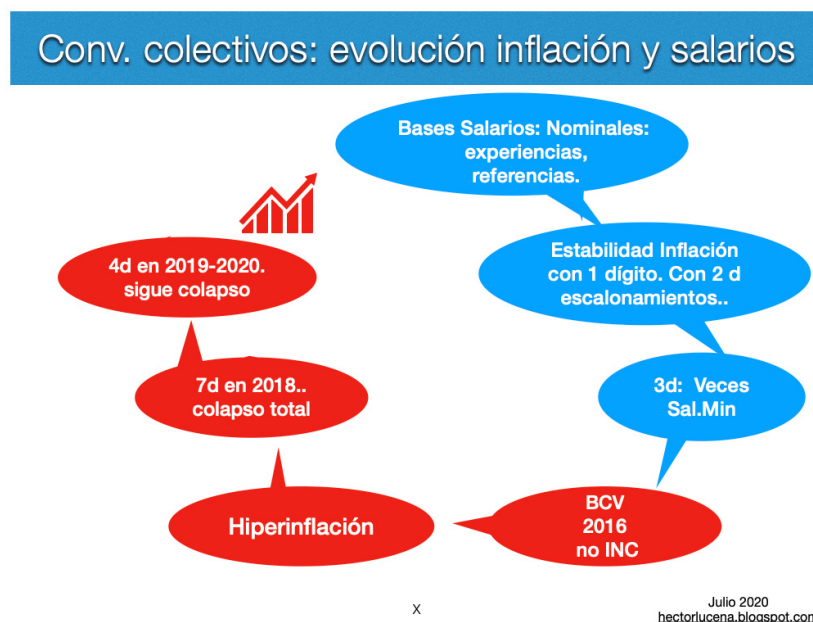 Conv. colectivos: evolución inflación y salarios
Bases Salarios: Nominales:
experiencias,
referencias.
Estabilidad Inflación
con 1 dígito. Con 2 d
escalonamientos..
3d: Veces
Sal.Min
BCV
2016
no INC
Hiperinflación
7d en 2018..
colapso total
4d en 2019-2020.
sigue colapso
X
Julio 2020
hectorlucena.blogspot.com